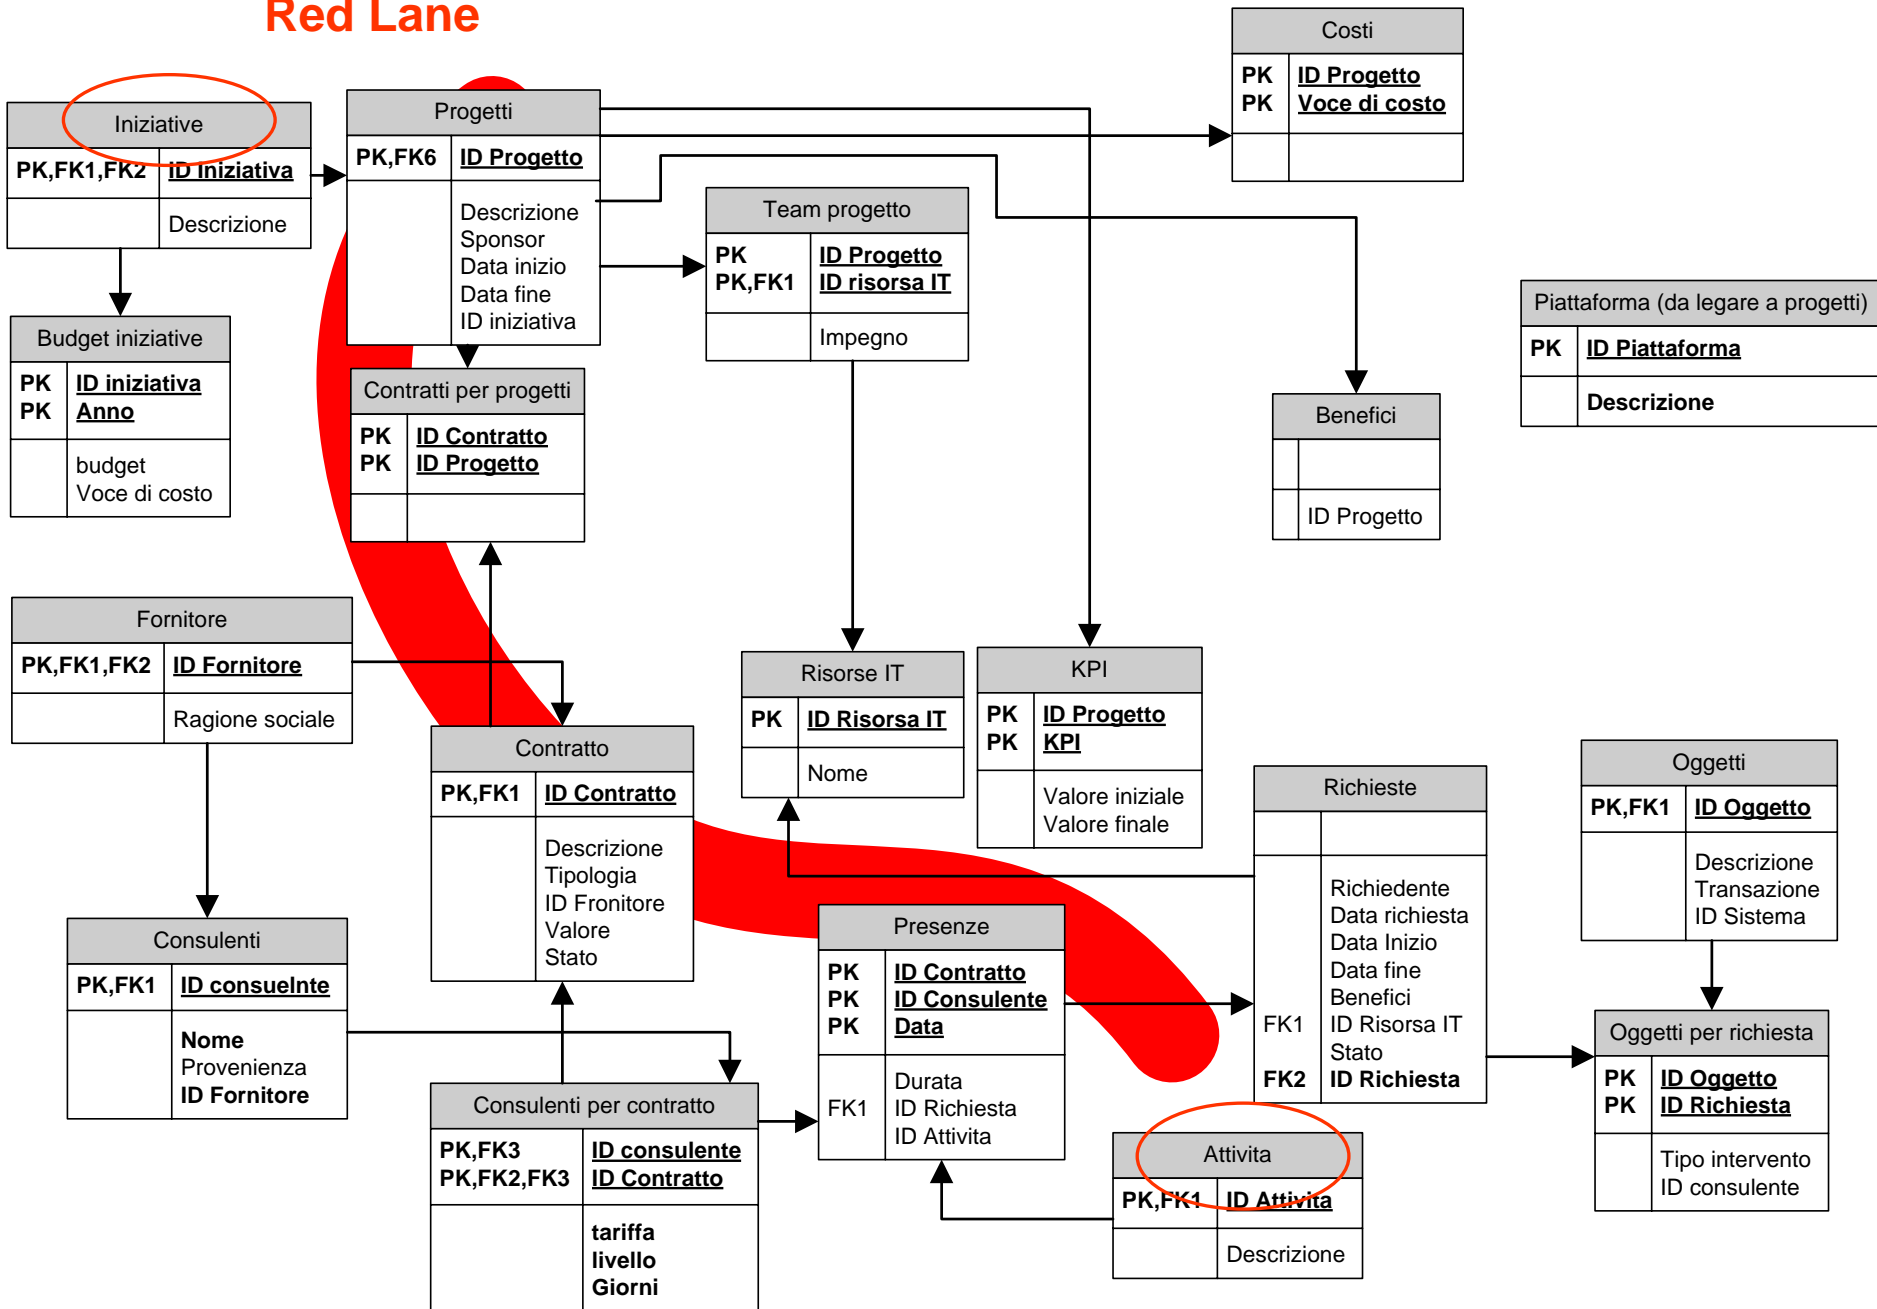 Red Lane
Costi
PK ID Progetto
PK Voce di costo
Iniziative
PK,FK1,FK2 ID Iniziativa
Descrizione
Progetti
PK,FK6 ID Progetto
Descrizione
Sponsor
Data inizio
Data fine
ID iniziativa
Team progetto
PK ID Progetto
PK,FK1 ID risorsa IT
Impegno
Piattaforma (da legare a progetti)
PK ID Piattaforma
Descrizione
Budget iniziative
PK ID iniziativa
PK Anno
budget
Voce di costo
Contratti per progetti
PK ID Contratto
PK ID Progetto
Benefici
ID Progetto
Fornitore
PK,FK1,FK2 ID Fornitore
Ragione sociale
Risorse IT
PK ID Risorsa IT
Nome
KPI
PK ID Progetto
PK KPI
Valore iniziale
Valore finale
Contratto
PK,FK1 ID Contratto
Descrizione
Tipologia
ID Fronitore
Valore
Stato
Richieste
Richiedente
Data richiesta
Data Inizio
Data fine
Benefici
FK1 ID Risorsa IT
Stato
FK2 ID Richiesta
Oggetti
PK,FK1 ID Oggetto
Descrizione
Transazione
ID Sistema
Consulenti
PK,FK1 ID consuelnte
Nome
Provenienza
ID Fornitore
Presenze
PK ID Contratto
PK ID Consulente
PK Data
Durata
FK1 ID Richiesta
ID Attivita
Oggetti per richiesta
PK ID Oggetto
PK ID Richiesta
Tipo intervento
ID consulente
Consulenti per contratto
PK,FK3 ID consulente
PK,FK2,FK3 ID Contratto
tariffa
livello
Giorni
Attivita
PK,FK1 ID Attivita
Descrizione